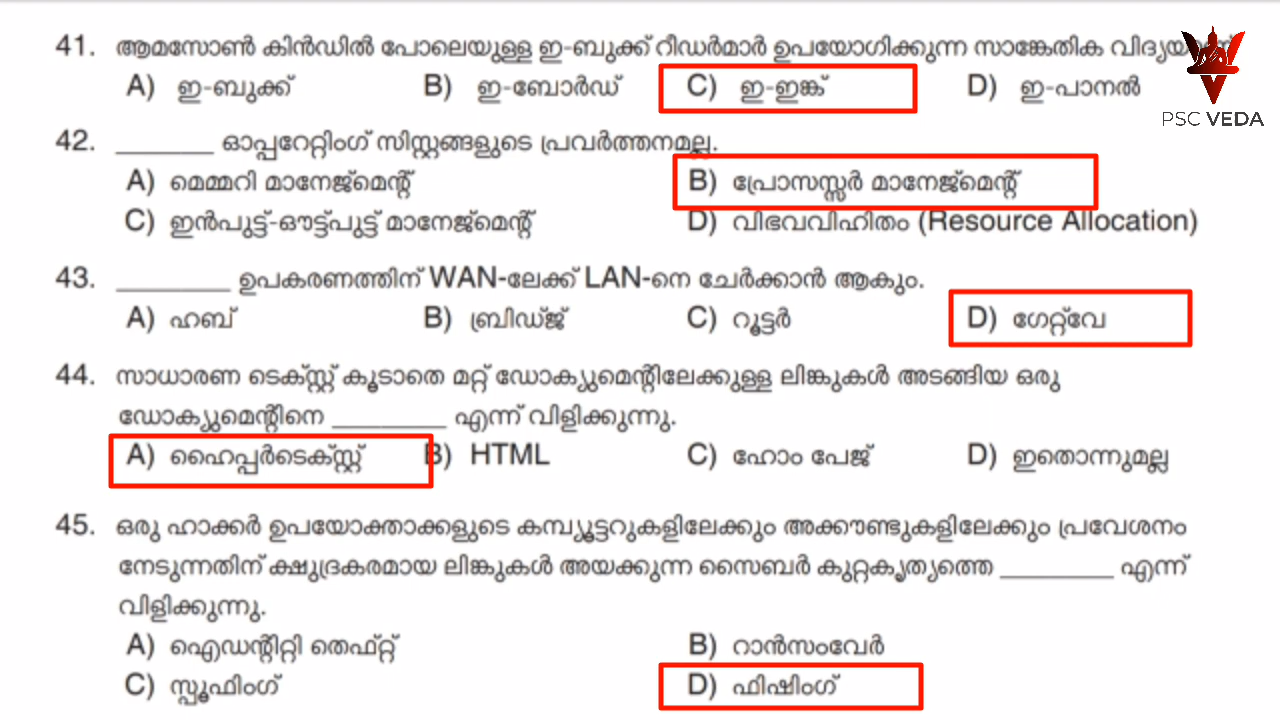 41. ആമസോൺ കിൻഡിൽ പോലെയുള്ള ഇ-ബുക്ക് റീഡർമാർ ഉപയോഗിക്കുന്ന സാങ്കേതിക
A) ഇ-ബുക്ക് B) ഇ-ബോർഡ് C) ഇ-ഇങ്ക് D) ഇ-പാനൽ
PSC VEDA
42. _______ ഓപ്പറേറ്റിംഗ് സിസ്റ്റങ്ങളുടെ പ്രവർത്തനമല്ല.
A) മെമ്മറി മാനേജ്മെന്റ് B) പ്രോസസ്സർ മാനേജ്മെന്റ്
C) ഇൻപുട്ട്-ഔട്ട്പുട്ട് മാനേജ്മെന്റ് D) വിഭവവിഹിതം (Resource Allocation)
43. ________ ഉപകരണത്തിന് WAN-ലേക്ക് LAN-നെ ചേർക്കാൻ ആകും.
A) ഹബ് B) ബ്രിഡ്ജ് C) റൂട്ടർ D) ഗേറ്റ്‌വേ
44. സാധാരണ ടെക്സ്റ്റ് കൂടാതെ മറ്റ് ഡോക്യുമെന്റിലേക്കുള്ള ലിങ്കുകൾ അടങ്ങിയ ഒരു
ഡോക്യുമെന്റിനെ ________ എന്ന് വിളിക്കുന്നു.
A) ഹൈപ്പർടെക്സ്റ്റ് B) HTML C) ഹോം പേജ് D) ഇതൊന്നുമല്ല
45. ഒരു ഹാക്കർ ഉപയോക്താക്കളുടെ കമ്പ്യൂട്ടറുകളിലേക്കും അക്കൗണ്ടുകളിലേക്കും പ്രവേശനം
നേടുന്നതിന് ക്ഷുദ്രകരമായ ലിങ്കുകൾ അയക്കുന്ന സൈബർ കുറ്റകൃത്യത്തെ ________ എന്ന്
വിളിക്കുന്നു.
A) ഐഡന്റിറ്റി തെഫ്റ്റ് B) റാൻസംവേർ
C) സ്പൂഫിംഗ് D) ഫിഷിംഗ്